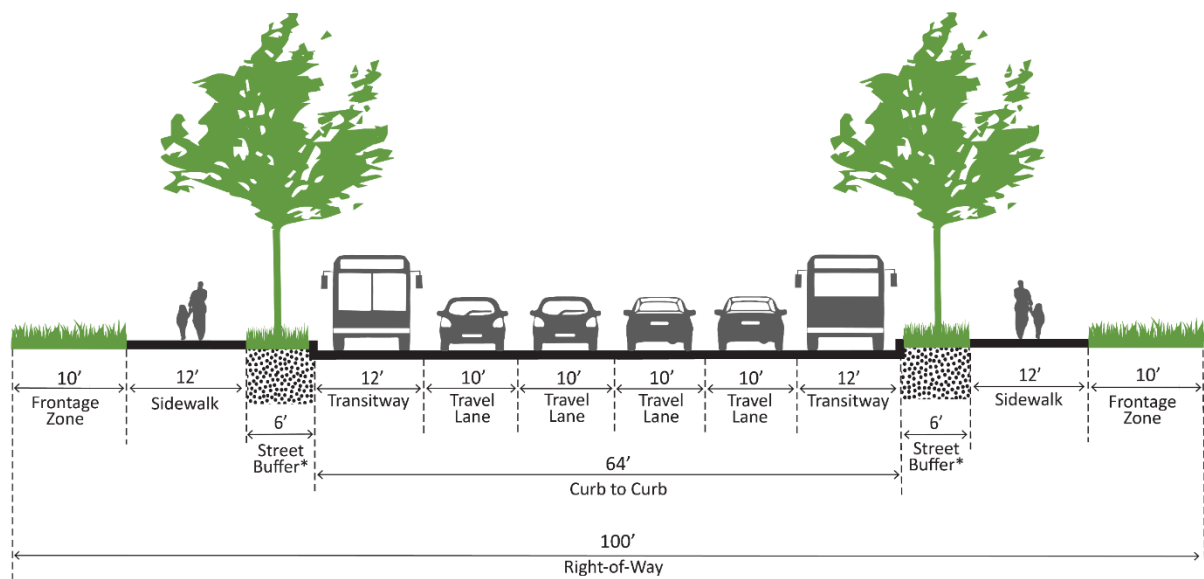 10’ 12’ 12’ 10’ 10’ 10’ 10’ 12’ 12’ 10’
Frontage Zone
Sidewalk
Transitway
Travel Lane
Travel Lane
Travel Lane
Travel Lane
Transitway
Sidewalk
Frontage Zone
6’
Street
Buffer*
6’
Street
Buffer*
64’
Curb to Curb
100’
Right-of-Way